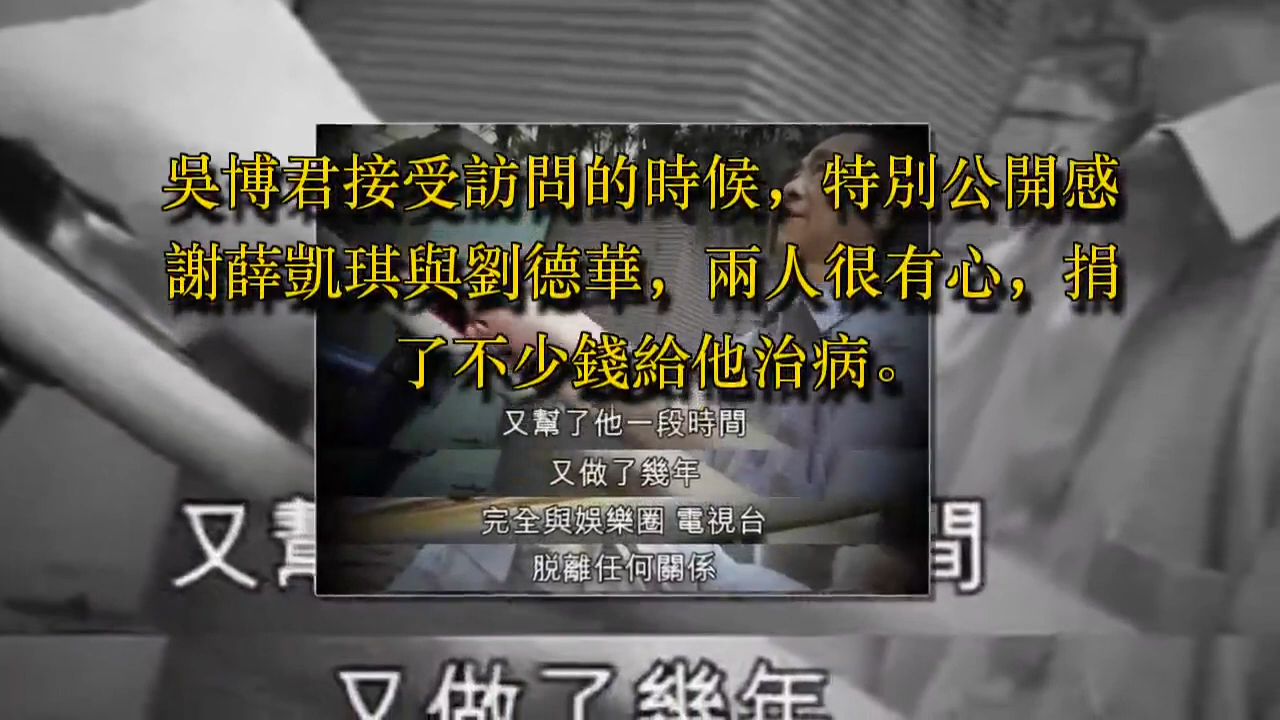 吳博君接受訪問的時候，特別公開感
謝薛凱琪與劉德華，兩人很有心，捐
了不少錢給他治病。
又幫了他一段時間
又做了幾年
完全與娛樂圈 電視台
脫離任何關係
又幫
間
又做了幾年